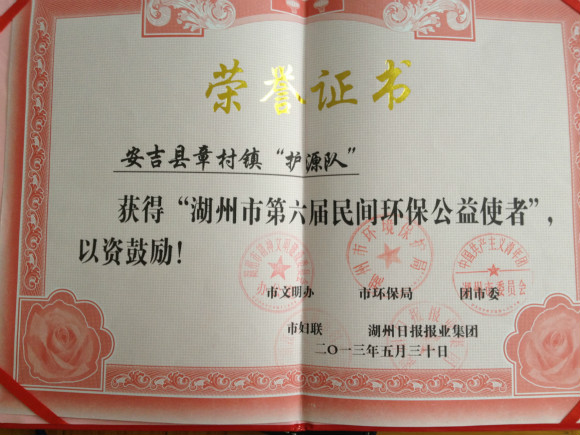 荣誉证书
安吉县章村镇“护源队”
获得“湖州市第六届民间环保公益使者”，
以资鼓励！
市文明办 市环保局 团市委
市妇联 湖州日报报业集团
二〇一三年五月三十日